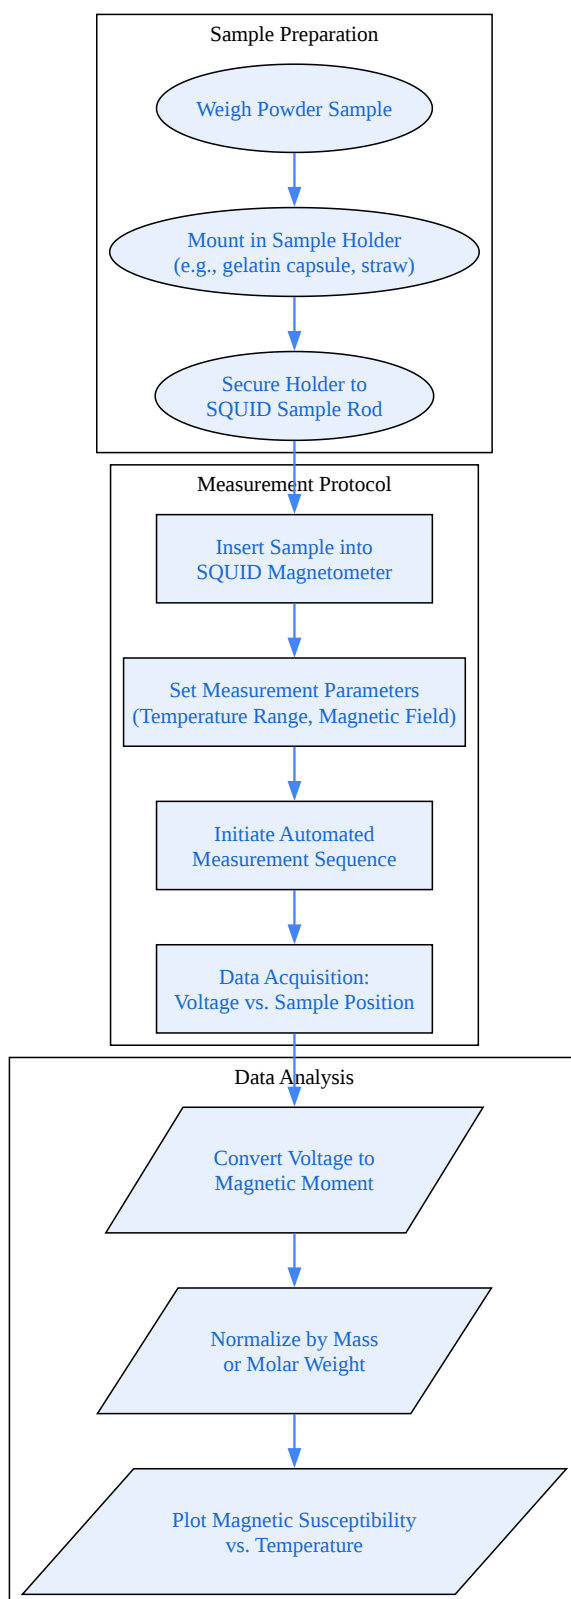 Sample Preparation
Weigh Powder Sample
Mount in Sample Holder
(e.g., gelatin capsule, straw)
Secure Holder to
SQUID Sample Rod
Measurement Protocol
Insert Sample into
SQUID Magnetometer
Set Measurement Parameters
(Temperature Range, Magnetic Field)
Initiate Automated
Measurement Sequence
Data Acquisition:
Voltage vs. Sample Position
Data Analysis
Convert Voltage to
Magnetic Moment
Normalize by Mass
or Molar Weight
Plot Magnetic Susceptibility
vs. Temperature